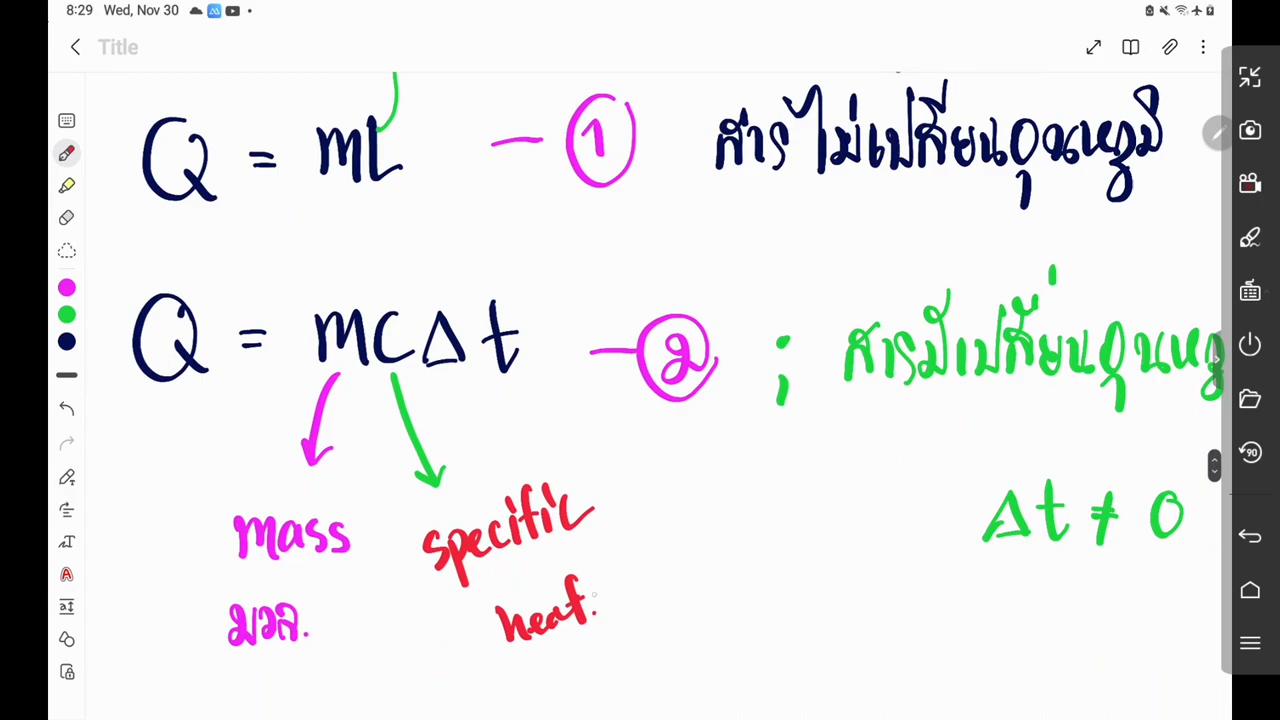 8:29 Wed, Nov 30
Title
Q = mL - 1 สารไม่เปลี่ยนอุณหภูมิ
Q = mcΔt - 2 ; สารมีเปลี่ยนอุณหภู
Δt ≠ 0
mass specific
มวล. heat.